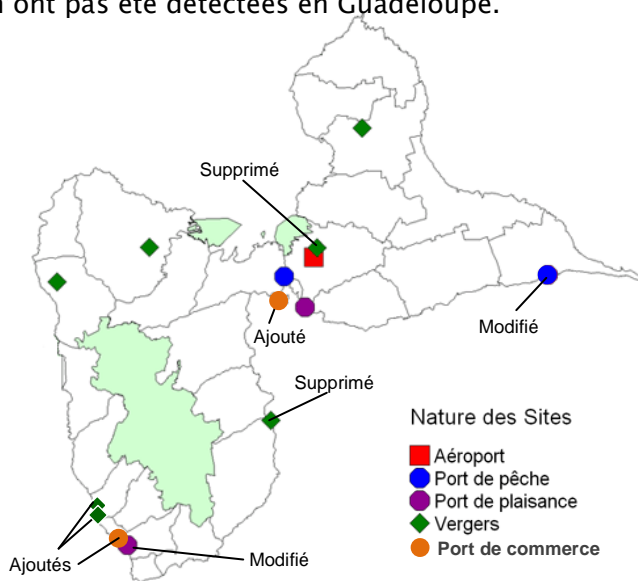 n ont pas été détectées en Guadeloupe.
Supprimé
Ajouté
Modifié
Supprimé
Nature des Sites
Aéroport
Port de pêche
Port de plaisance
Vergers
Port de commerce
Ajoutés
Modifié